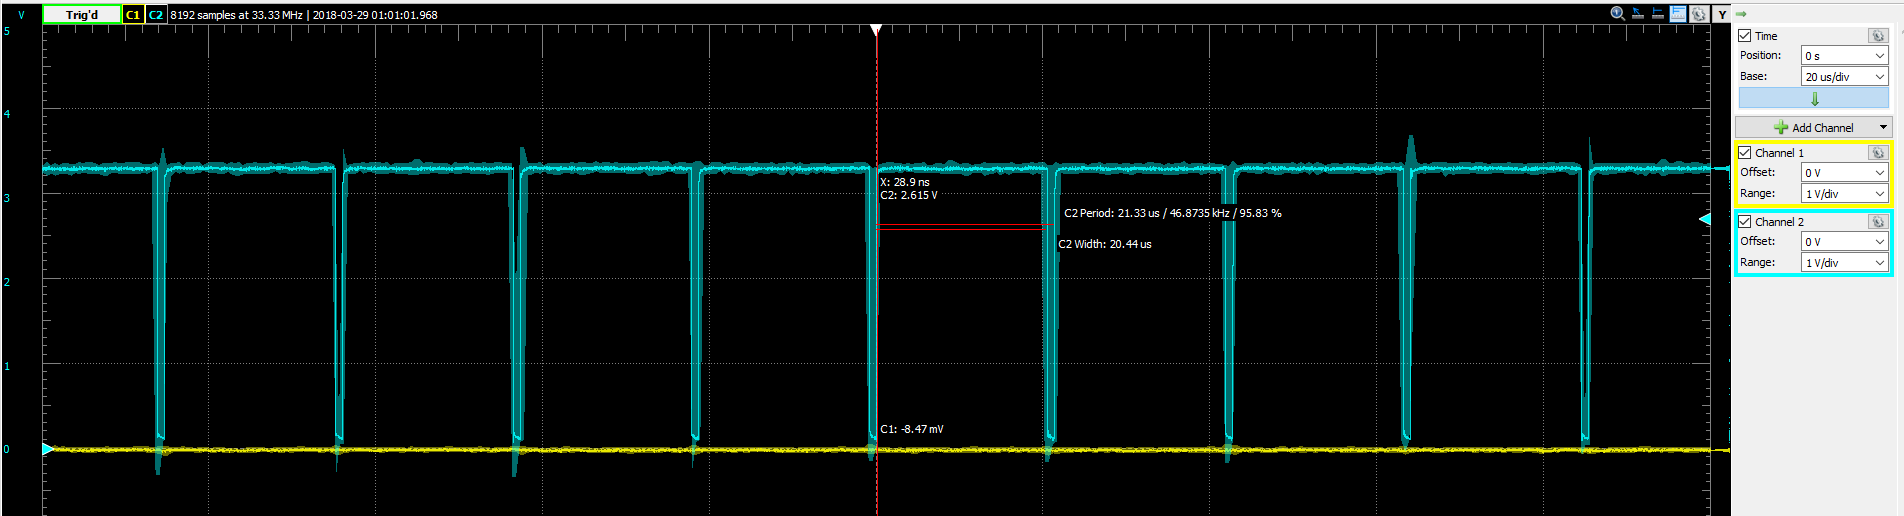 V Trig'd C1 C2 8192 samples at 33.33 MHz | 2018-03-29 01:01:01.968 Y
5
4
3
2
1
0
X: 28.9 ns
C2: 2.615 V
C2 Period: 21.33 us / 46.8735 kHz / 95.83 %
C2 Width: 20.44 us
C1: -8.47 mV
Time
Position: 0 s
Base: 20 us/div
Add Channel
Channel 1
Offset: 0 V
Range: 1 V/div
Channel 2
Offset: 0 V
Range: 1 V/div